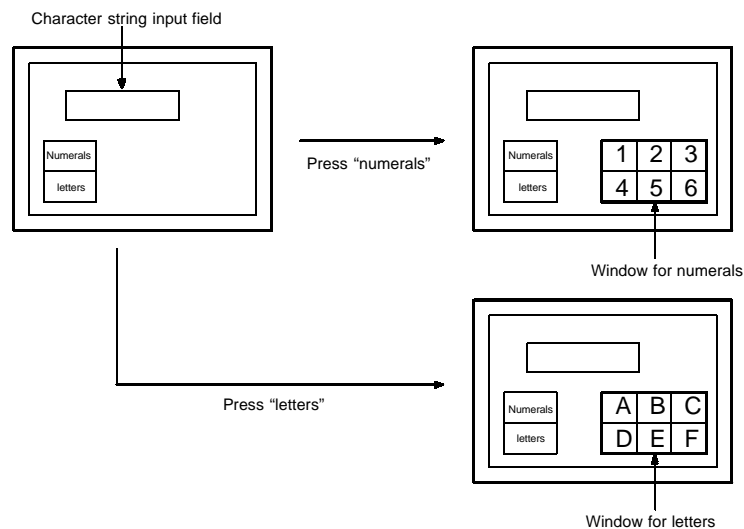 Character string input field
Numerals
letters
Press “numerals”
Numerals
letters
1 2 3
4 5 6
Window for numerals
Press “letters”
Numerals
letters
A B C
D E F
Window for letters